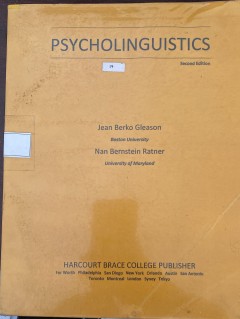 PSYCHOLINGUISTICS
Second Edition
Jean Berko Gleason
Boston University
Nan Bernstein Ratner
University of Maryland
HARCOURT BRACE COLLEGE PUBLISHER
Fort Worth Philadelphia San Diego New York Orlando Austin San Antonio
Toronto Montreal London Sydney Tokyo